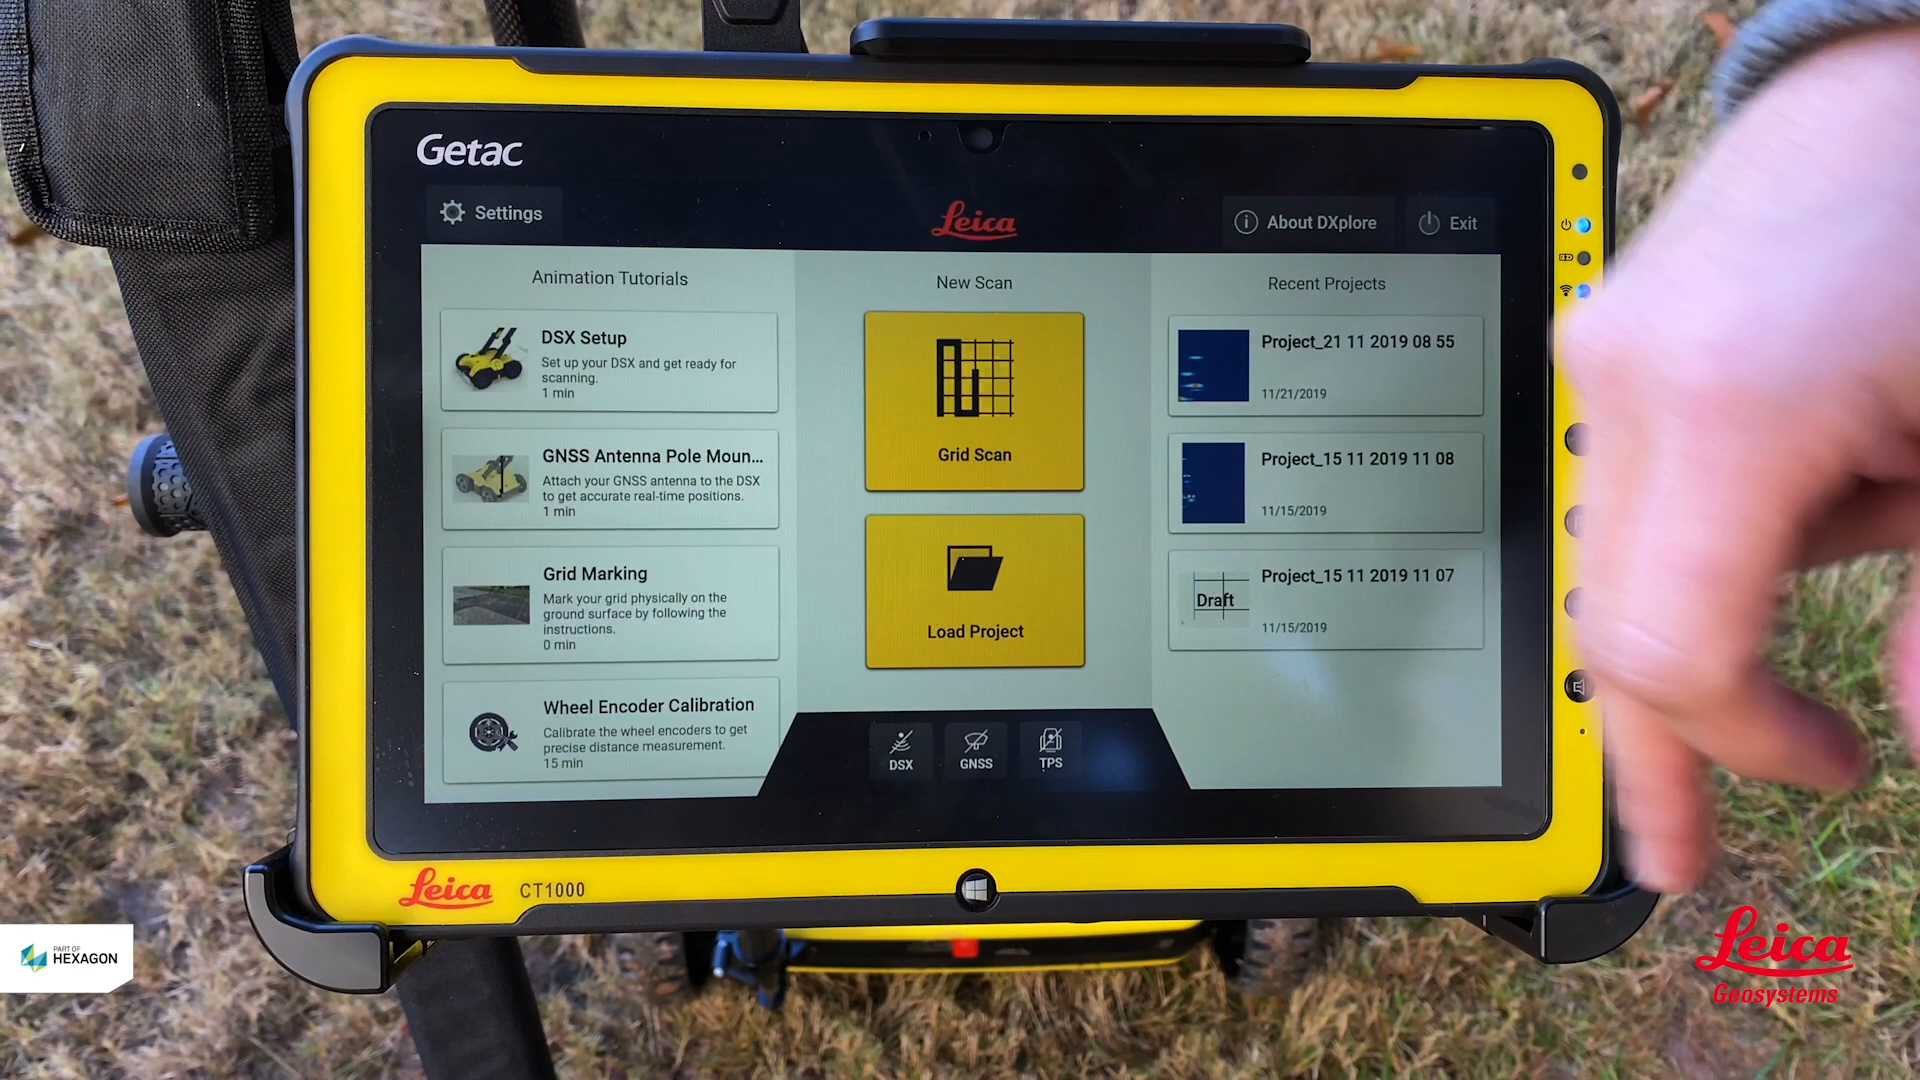 Getac
Settings
Leica
About DXplore
Exit
Animation Tutorials
DSX Setup
Set up your DSX and get ready for
scanning.
1 min
GNSS Antenna Pole Moun...
Attach your GNSS antenna to the DSX
to get accurate real-time positions.
1 min
Grid Marking
Mark your grid physically on the
ground surface by following the
instructions.
0 min
Wheel Encoder Calibration
Calibrate the wheel encoders to get
precise distance measurement.
15 min
New Scan
Grid Scan
Load Project
DSX
GNSS
TPS
Recent Projects
Project_21 11 2019 08 55
11/21/2019
Project_15 11 2019 11 08
11/15/2019
Draft
Project_15 11 2019 11 07
11/15/2019
Leica CT1000
PART OF
HEXAGON
Leica
Geosystems